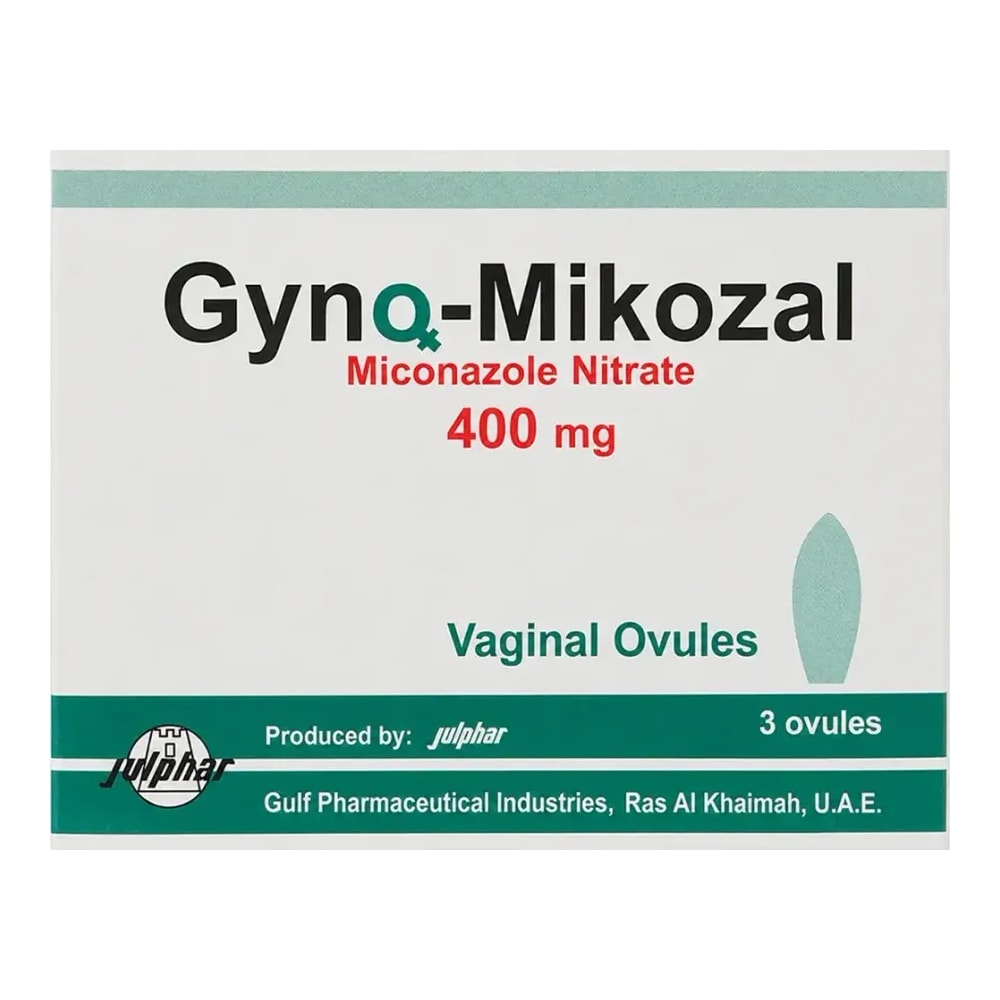 Gyno-Mikozal
Miconazole Nitrate
400 mg
Vaginal Ovules
3 ovules
Produced by: julphar
julphar
Gulf Pharmaceutical Industries, Ras Al Khaimah, U.A.E.